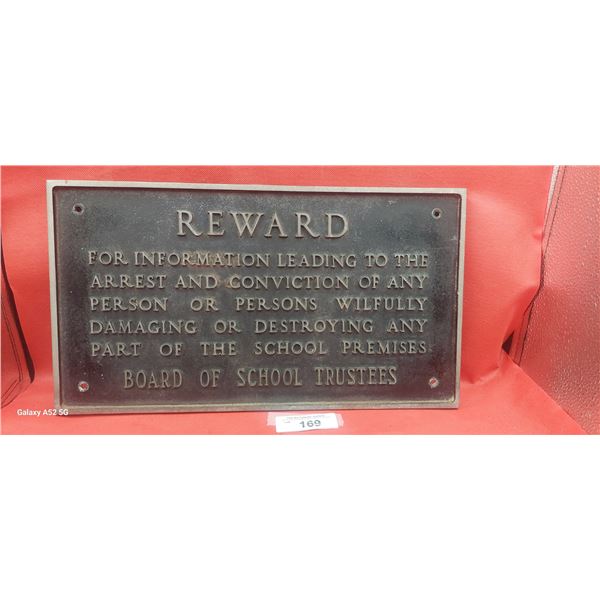 REWARD
FOR INFORMATION LEADING TO THE
ARREST AND CONVICTION OF ANY
PERSON OR PERSONS WILFULLY
DAMAGING OR DESTROYING ANY
PART OF THE SCHOOL PREMISES
BOARD OF SCHOOL TRUSTEES
Galaxy A52 5G
169